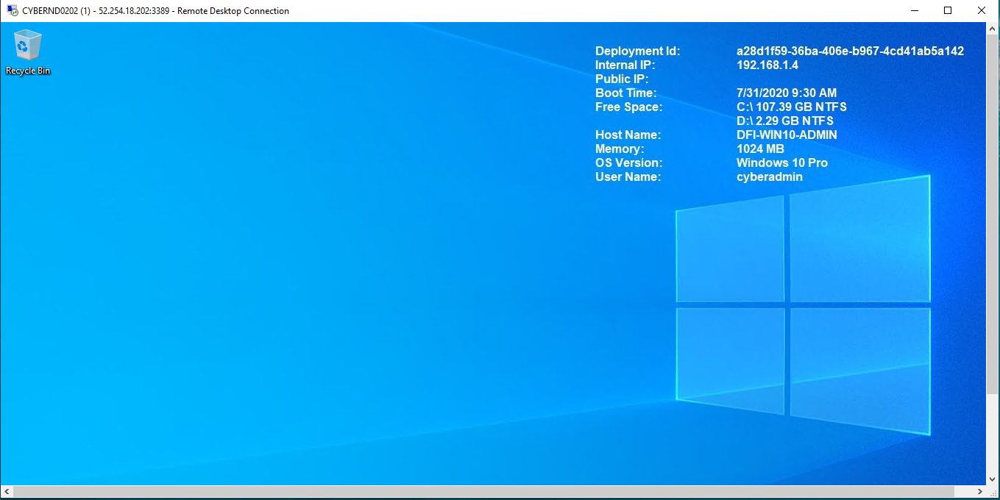 CYBERND0202 (1) - 52.254.18.202:3389 - Remote Desktop Connection
Recycle Bin
Deployment Id: a28d1f59-36ba-406e-b967-4cd41ab5a142
Internal IP: 192.168.1.4
Public IP:
Boot Time: 7/31/2020 9:30 AM
Free Space: C:\ 107.39 GB NTFS
D:\ 2.29 GB NTFS
Host Name: DFI-WIN10-ADMIN
Memory: 1024 MB
OS Version: Windows 10 Pro
User Name: cyberadmin